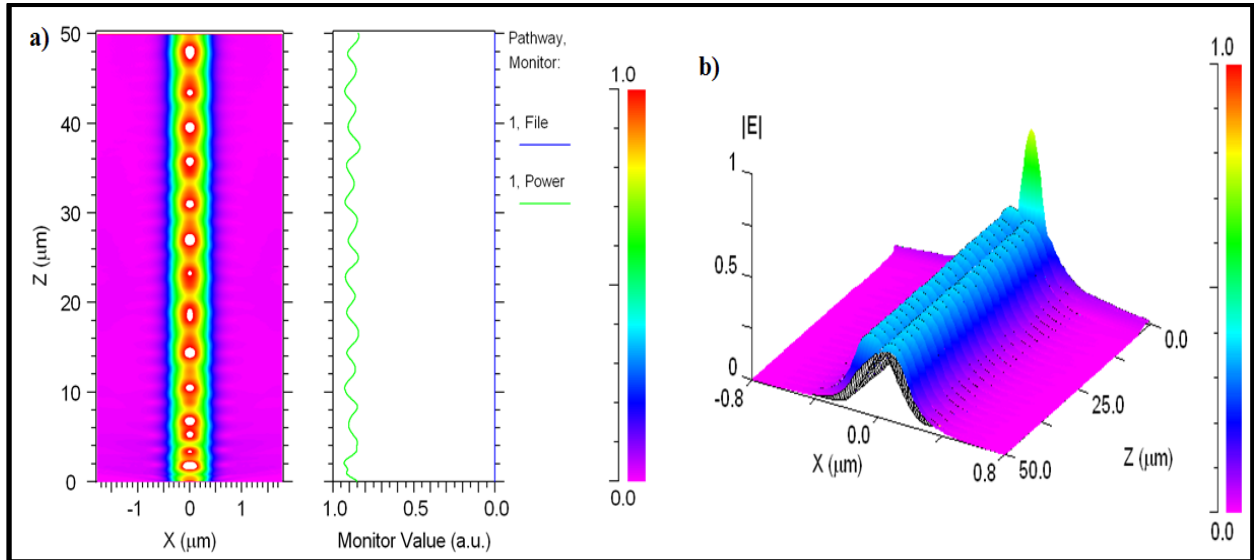 a)
50
40
30
20
10
0
Z (μm)
-1 0 1
X (μm)
1.0 0.5 0.0
Monitor Value (a.u.)
Pathway,
Monitor:
1, File
1, Power
1.0
0.0
b)
|E|
1
0.5
0
-0.8
0.0
0.8
X (μm)
0.0
25.0
50.0
Z (μm)
1.0
0.0